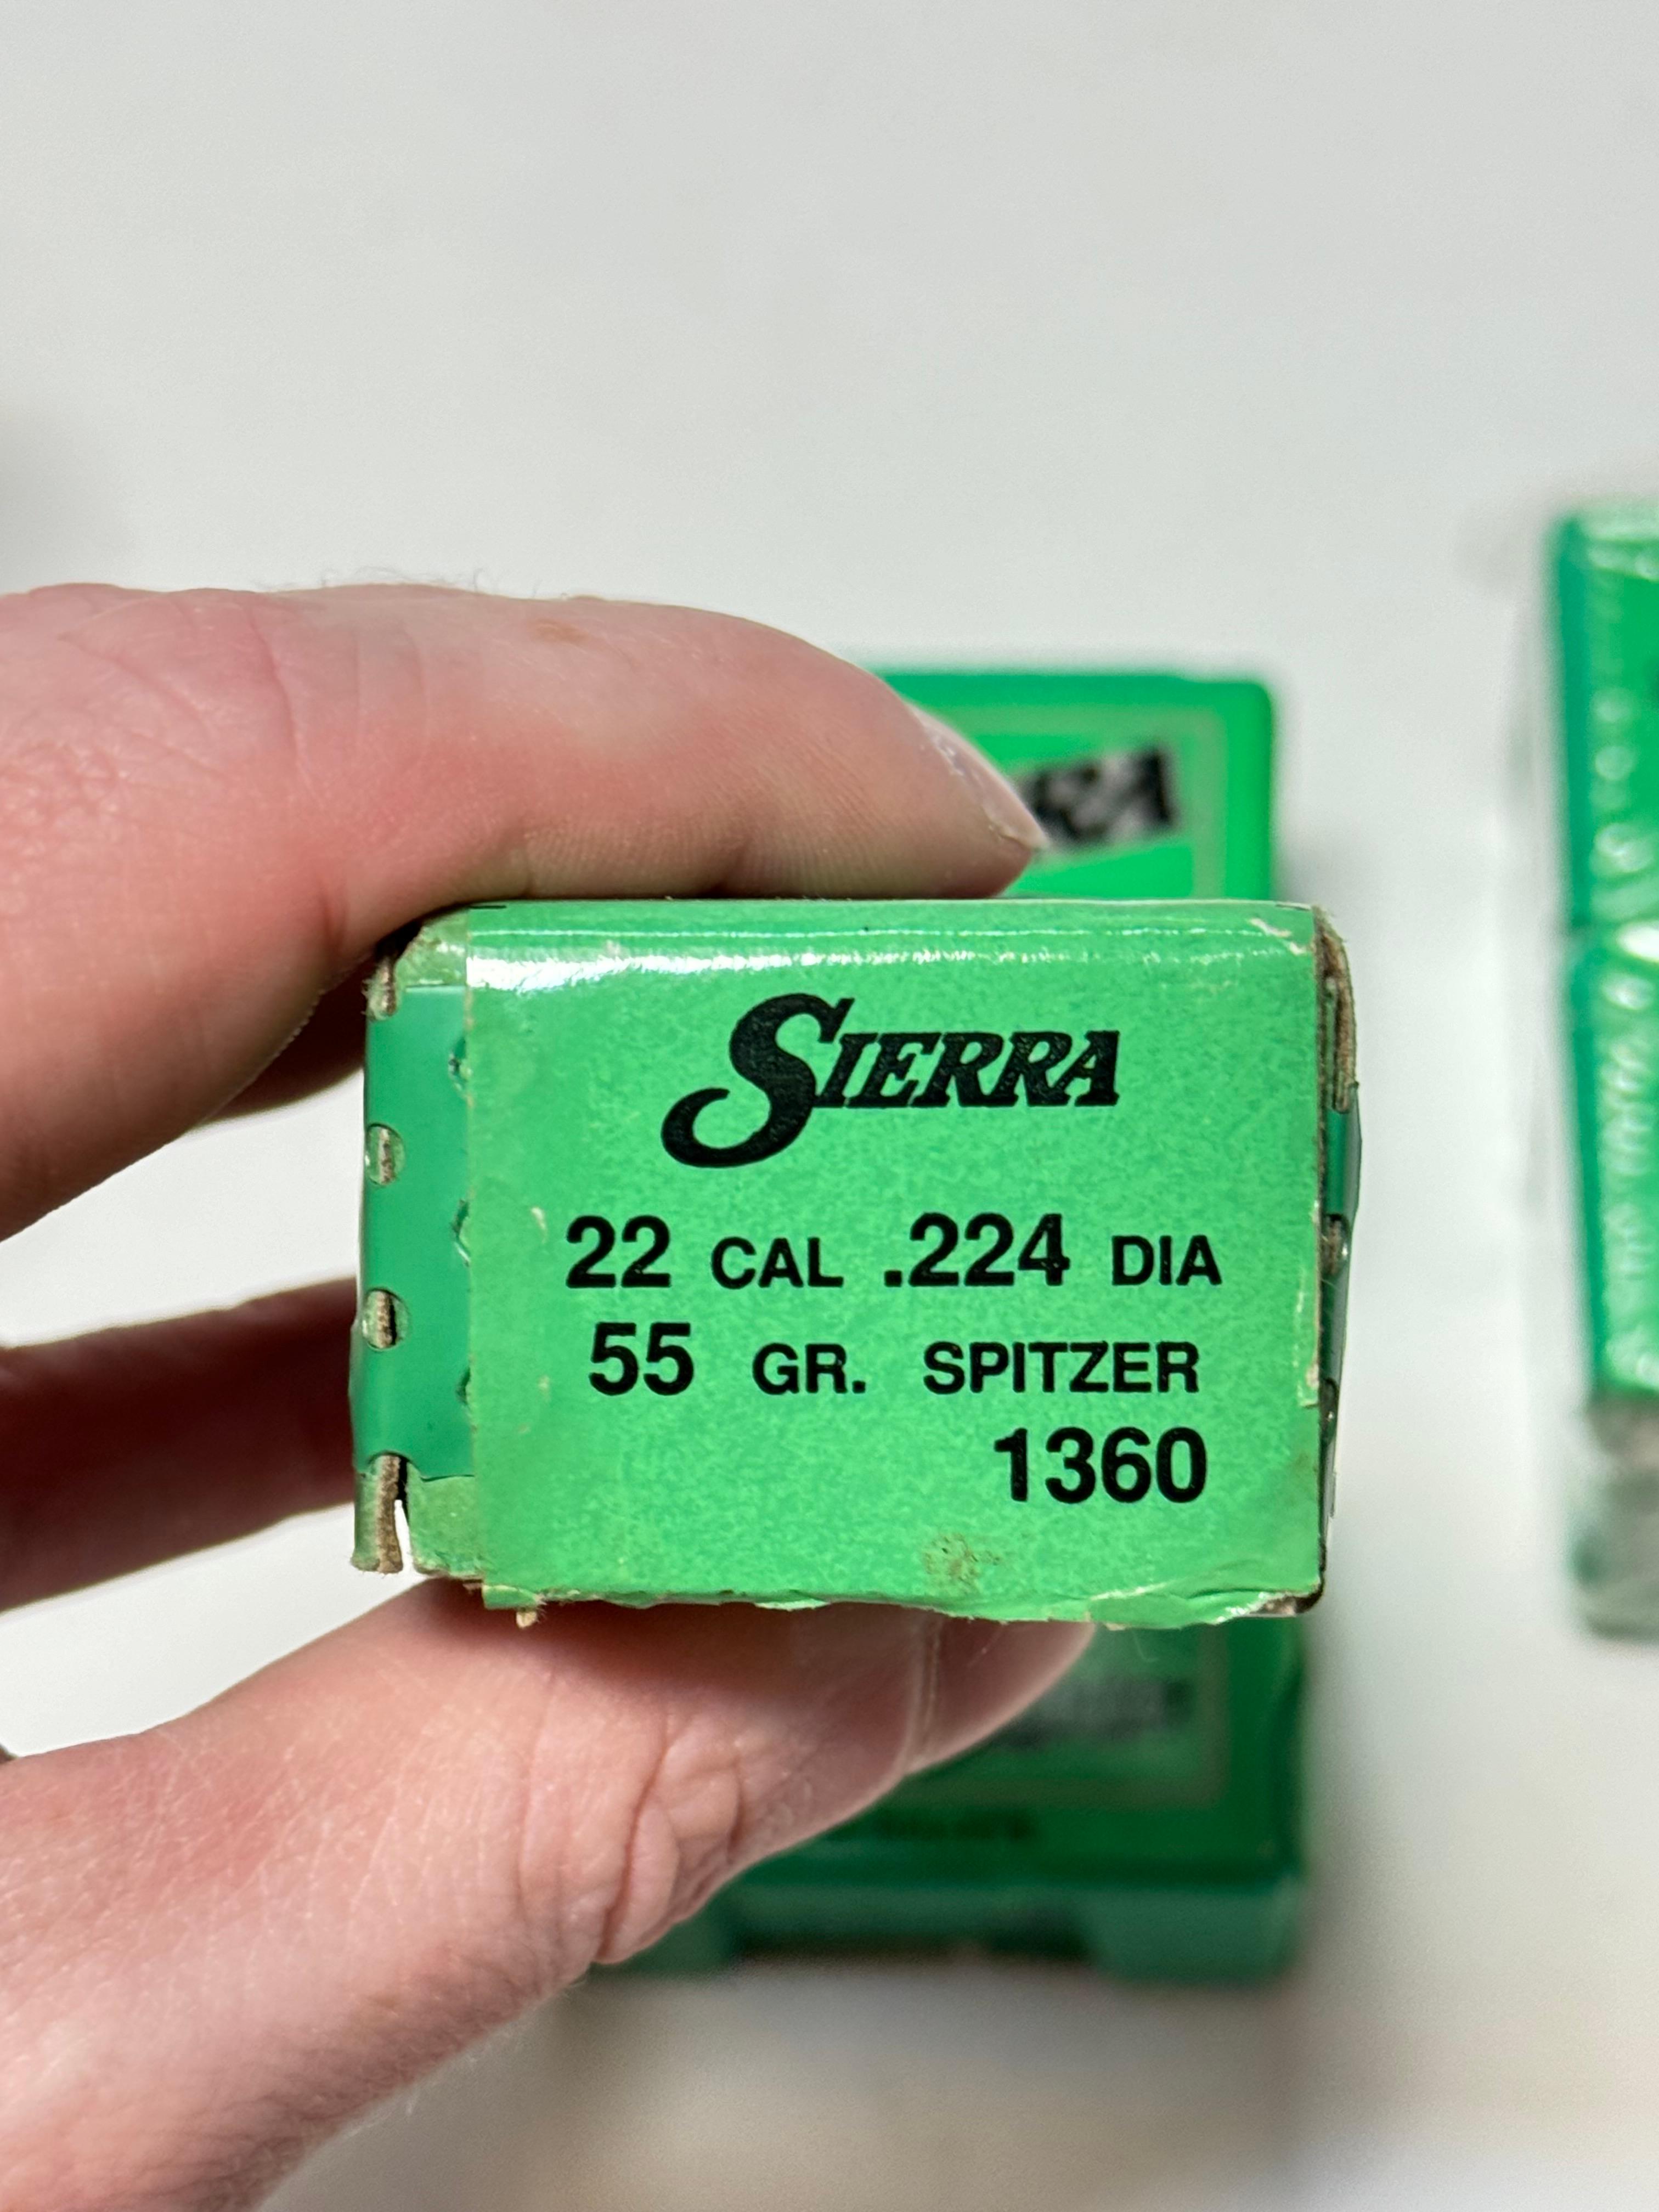 SIERRA
22 CAL .224 DIA
55 GR. SPITZER
1360